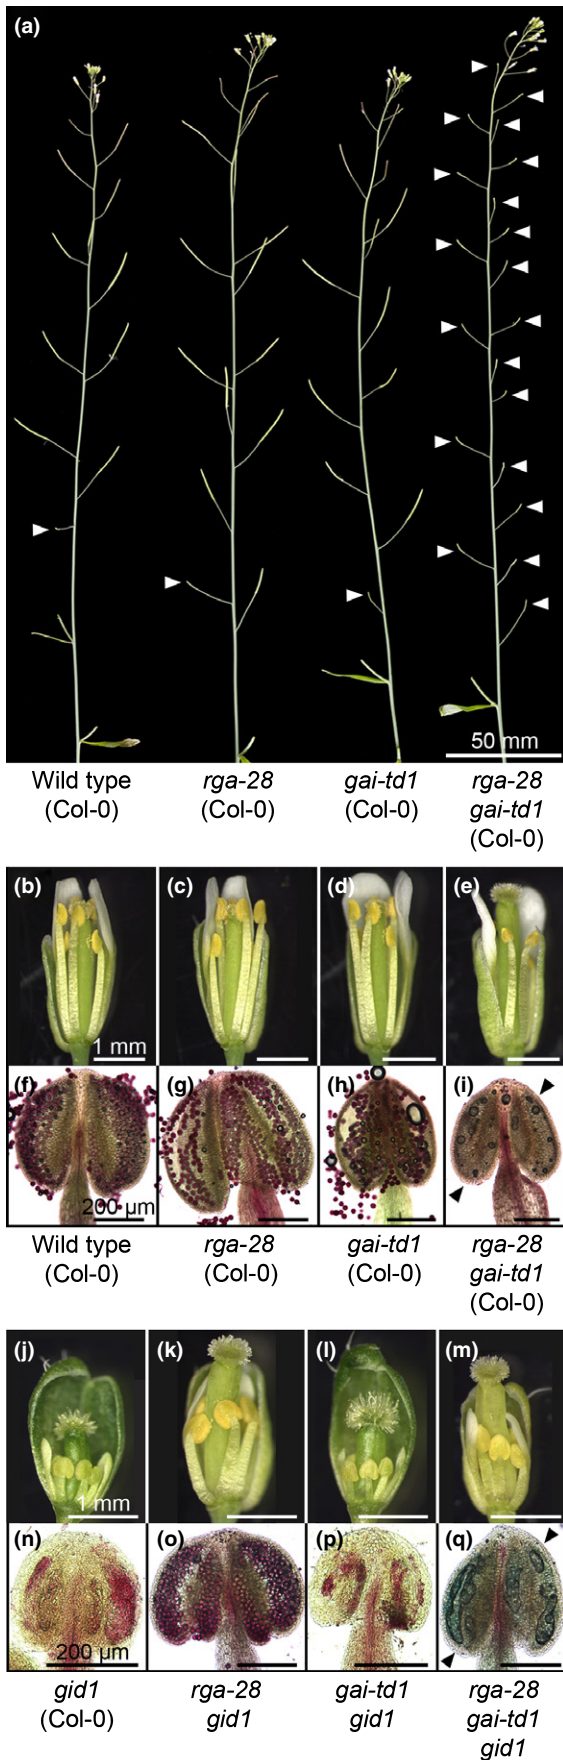 (a)
50 mm
Wild type
(Col-0)
rga-28
(Col-0)
gai-td1
(Col-0)
rga-28
gai-td1
(Col-0)
(b)
(c)
(d)
(e)
1 mm
(f)
(g)
(h)
(i)
200 µm
Wild type
(Col-0)
rga-28
(Col-0)
gai-td1
(Col-0)
rga-28
gai-td1
(Col-0)
(j)
(k)
(l)
(m)
1 mm
(n)
(o)
(p)
(q)
200 µm
gid1
(Col-0)
rga-28
gid1
gai-td1
gid1
rga-28
gai-td1
gid1